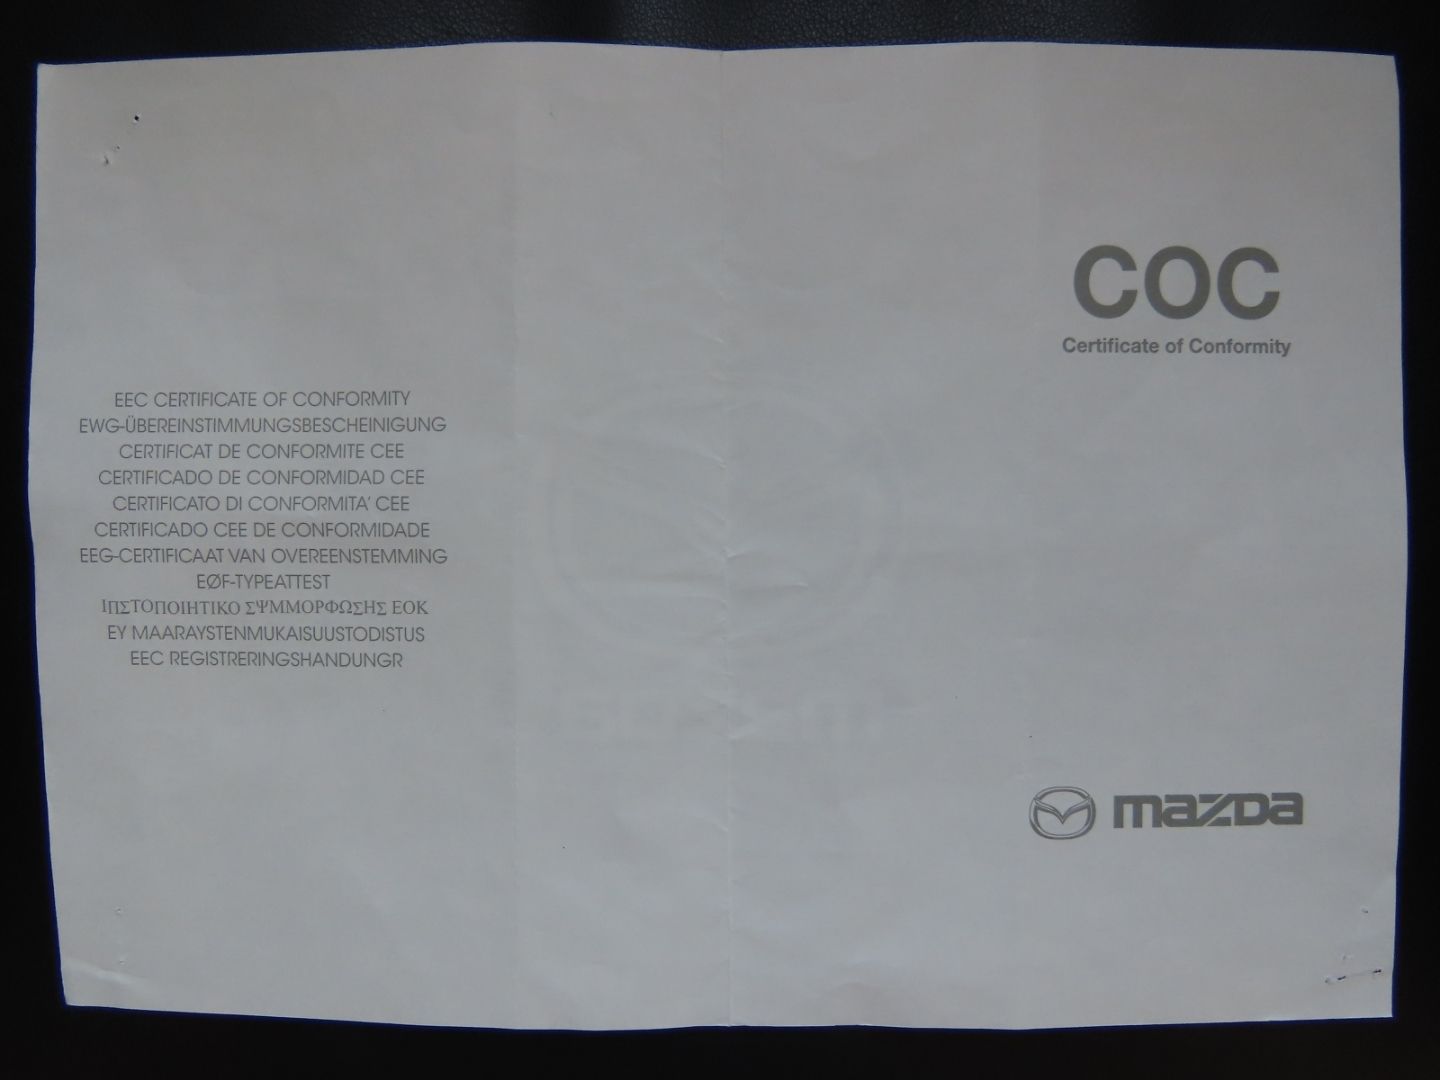 EEC CERTIFICATE OF CONFORMITY
EWG-ÜBEREINSTIMMUNGSBESCHEINIGUNG
CERTIFICAT DE CONFORMITE CEE
CERTIFICADO DE CONFORMIDAD CEE
CERTIFICATO DI CONFORMITA' CEE
CERTIFICADO CEE DE CONFORMIDADE
EEG-CERTIFICAAT VAN OVEREENSTEMMING
EØF-TYPEATTEST
ΙΠΣΤΟΠΟΙΗΤΙΚΟ ΣΨΜΜΟΡΦΩΣΗΣ ΕΟΚ
EY MAARAYSTENMUKAISUUSTODISTUS
EEC REGISTRERINGSHANDUNGR
COC
Certificate of Conformity
mazda